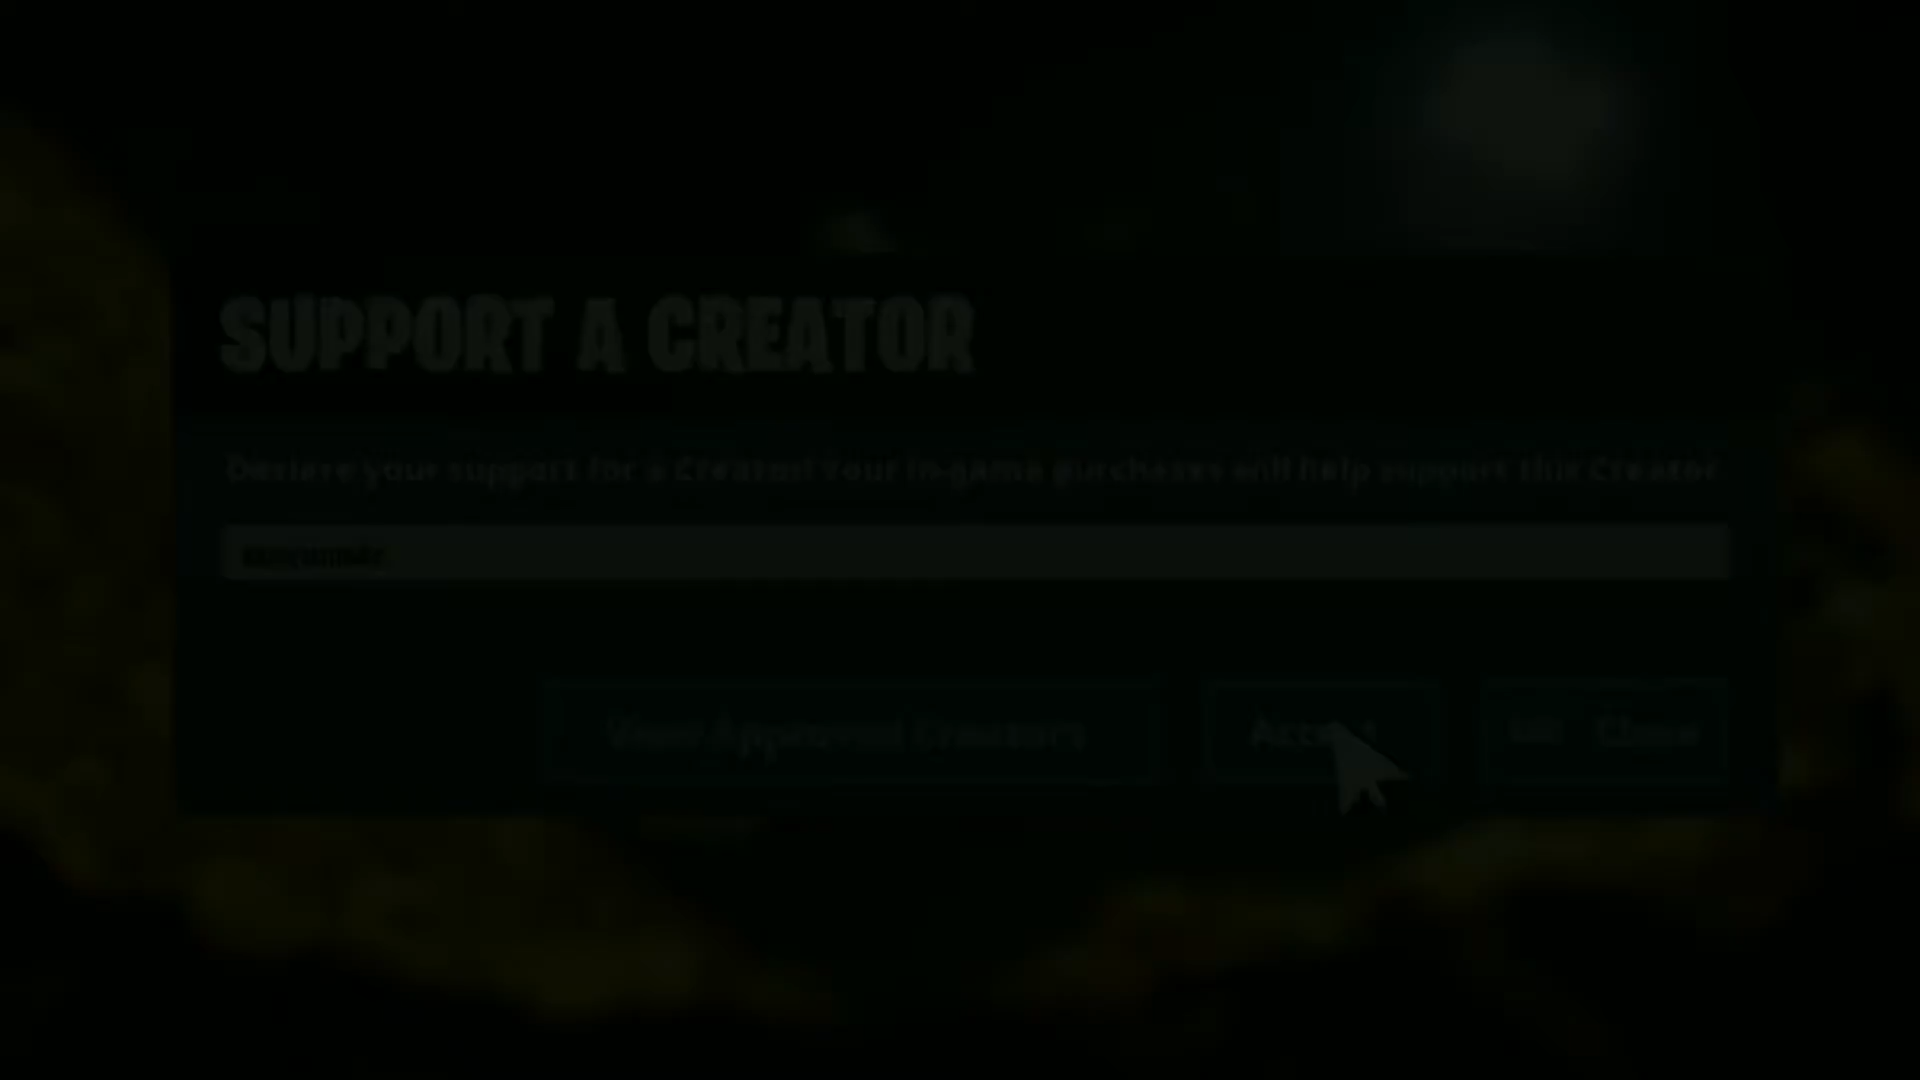 SUPPORT A CREATOR
Declare your support for a Creator! Your in-game purchases will help support this Creator.
View Approved Creators
Accept
Close